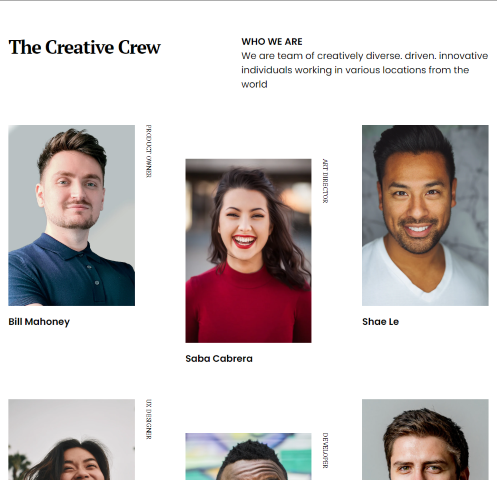 The Creative Crew
WHO WE ARE
We are team of creatively diverse. driven. innovative
individuals working in various locations from the
world
PRODUCT OWNER
Bill Mahoney
ART DIRECTOR
Saba Cabrera
Shae Le
UX DESIGNER
DEVELOPER